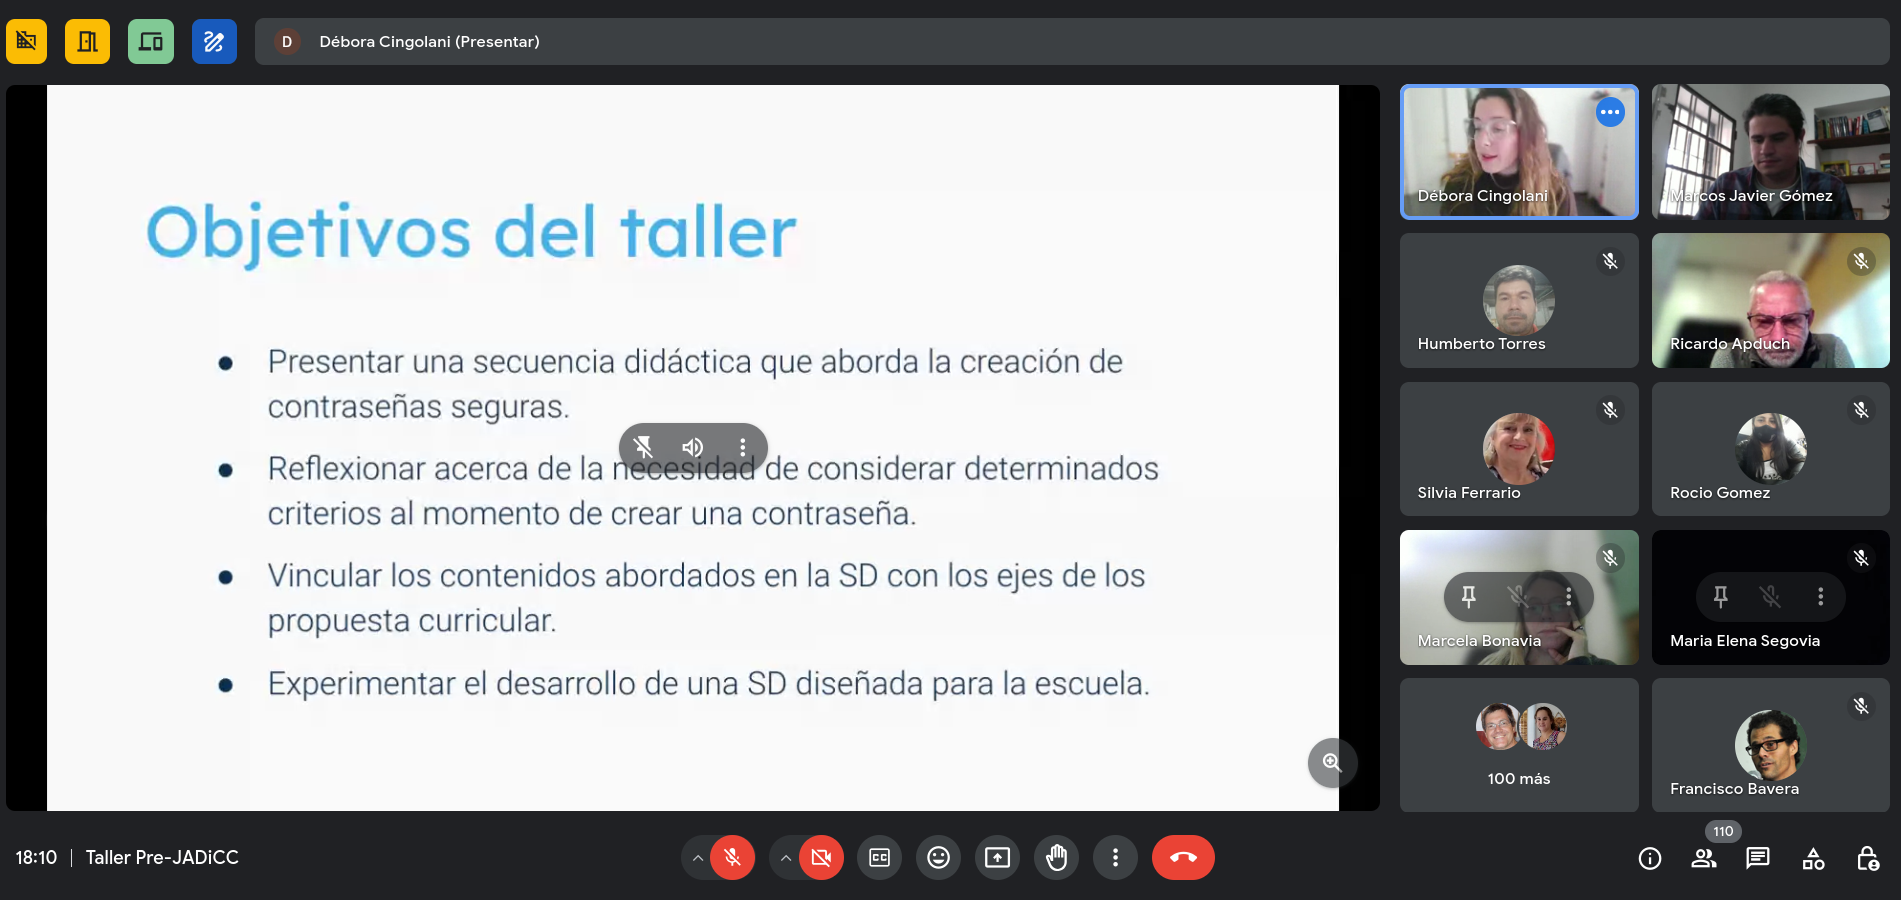 D Débora Cingolani (Presentar)
Objetivos del taller
● Presentar una secuencia didáctica que aborda la creación de
contraseñas seguras.
● Reflexionar acerca de la necesidad de considerar determinados
criterios al momento de crear una contraseña.
● Vincular los contenidos abordados en la SD con los ejes de los
propuesta curricular.
● Experimentar el desarrollo de una SD diseñada para la escuela.
Débora Cingolani
Marcos Javier Gómez
Humberto Torres
Ricardo Apduch
Silvia Ferrario
Rocio Gomez
Marcela Bonavia
Maria Elena Segovia
100 más
Francisco Bavera
18:10 | Taller Pre-JADiCC
CC
110